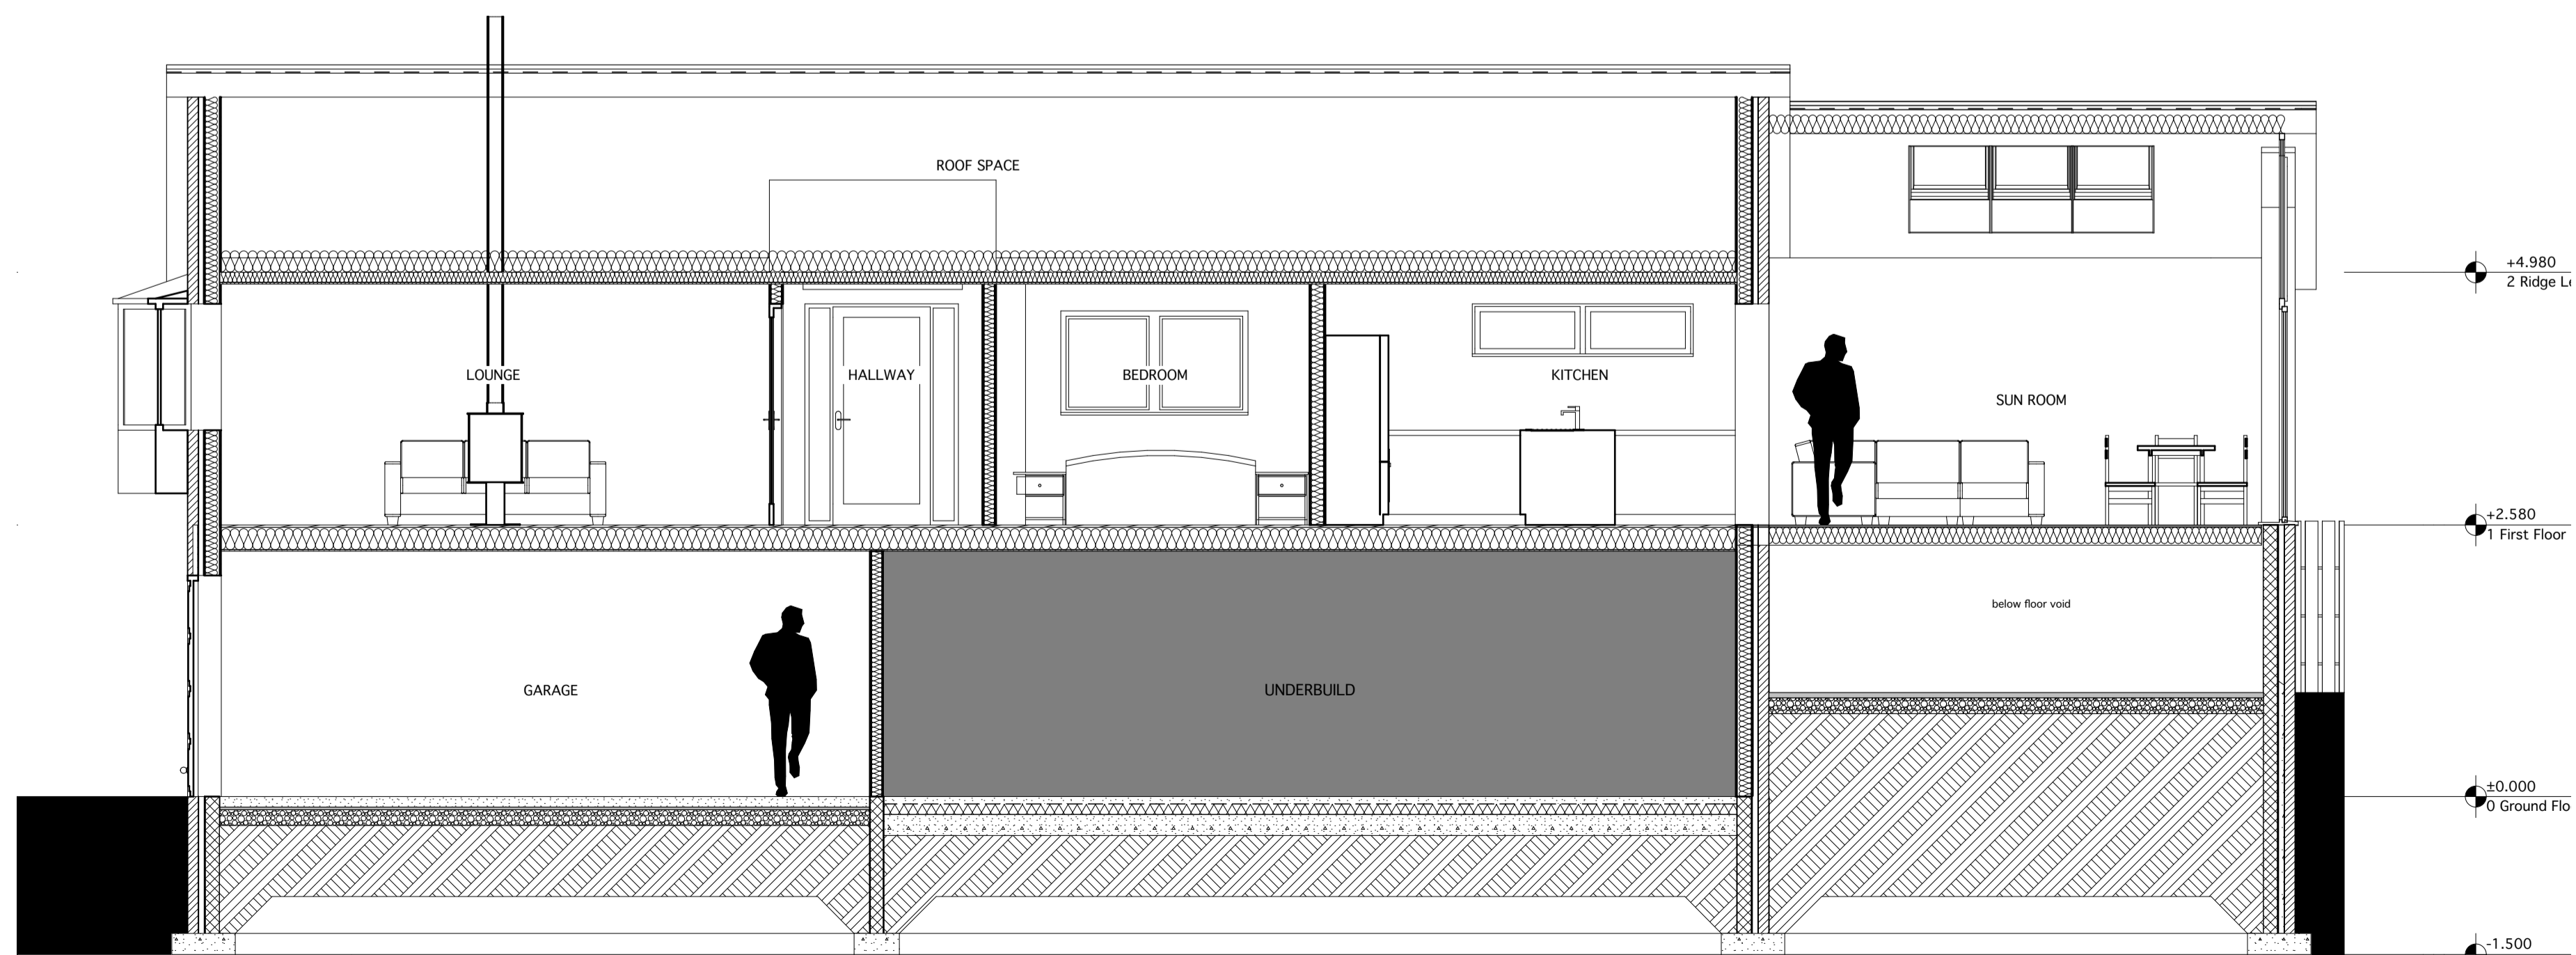 ROOF SPACE
+4.980
2 Ridge
LOUNGE
HALLWAY
BEDROOM
KITCHEN
SUN ROOM
+2.580
1 First Floor
below floor void
GARAGE
UNDERBUILD
±0.000
0 Ground Flo
-1.500